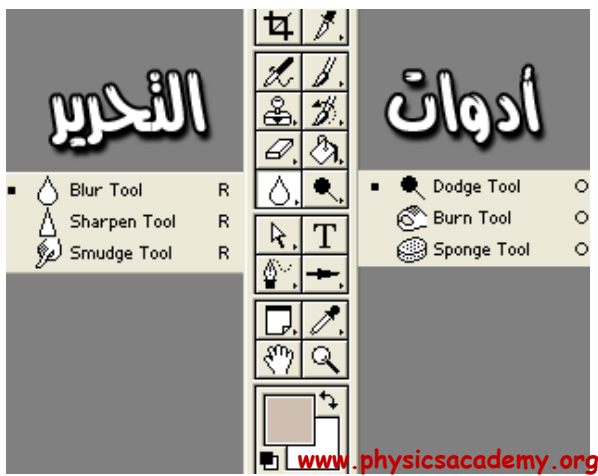 أدوات التحرير
Blur Tool R
Sharpen Tool R
Smudge Tool R
Dodge Tool O
Burn Tool O
Sponge Tool O
T
www.physicsacademy.org